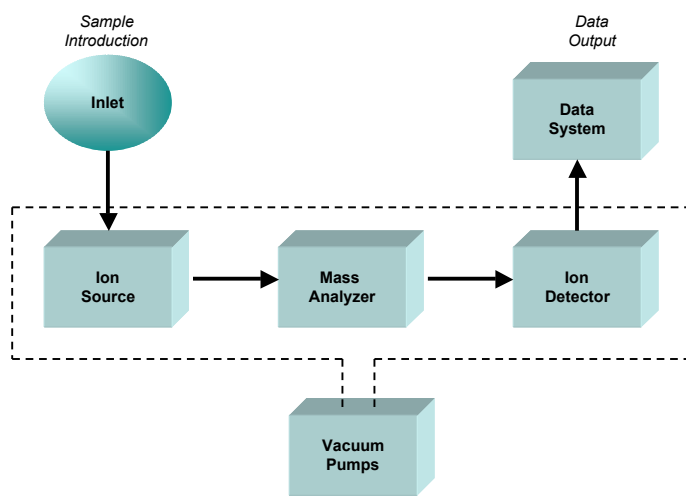 Sample
Introduction
Data
Output
Inlet
Data
System
Ion
Source
Mass
Analyzer
Ion
Detector
Vacuum
Pumps